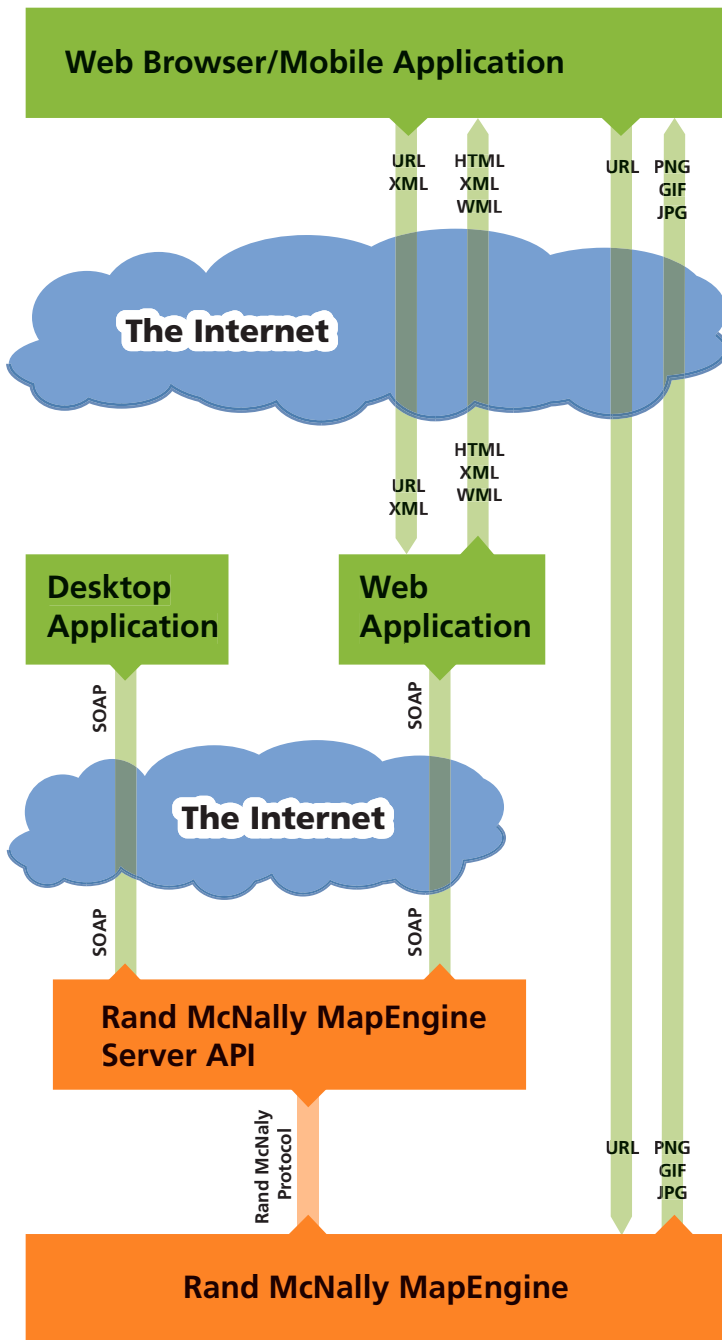 Web Browser/Mobile Application
URL
XML
HTML
XML
WML
URL
PNG
GIF
JPG
The Internet
URL
XML
HTML
XML
WML
Desktop
Application
Web
Application
SOAP
SOAP
The Internet
SOAP
SOAP
Rand McNally MapEngine
Server API
Rand McNaly
Protocol
URL
PNG
GIF
JPG
Rand McNally MapEngine